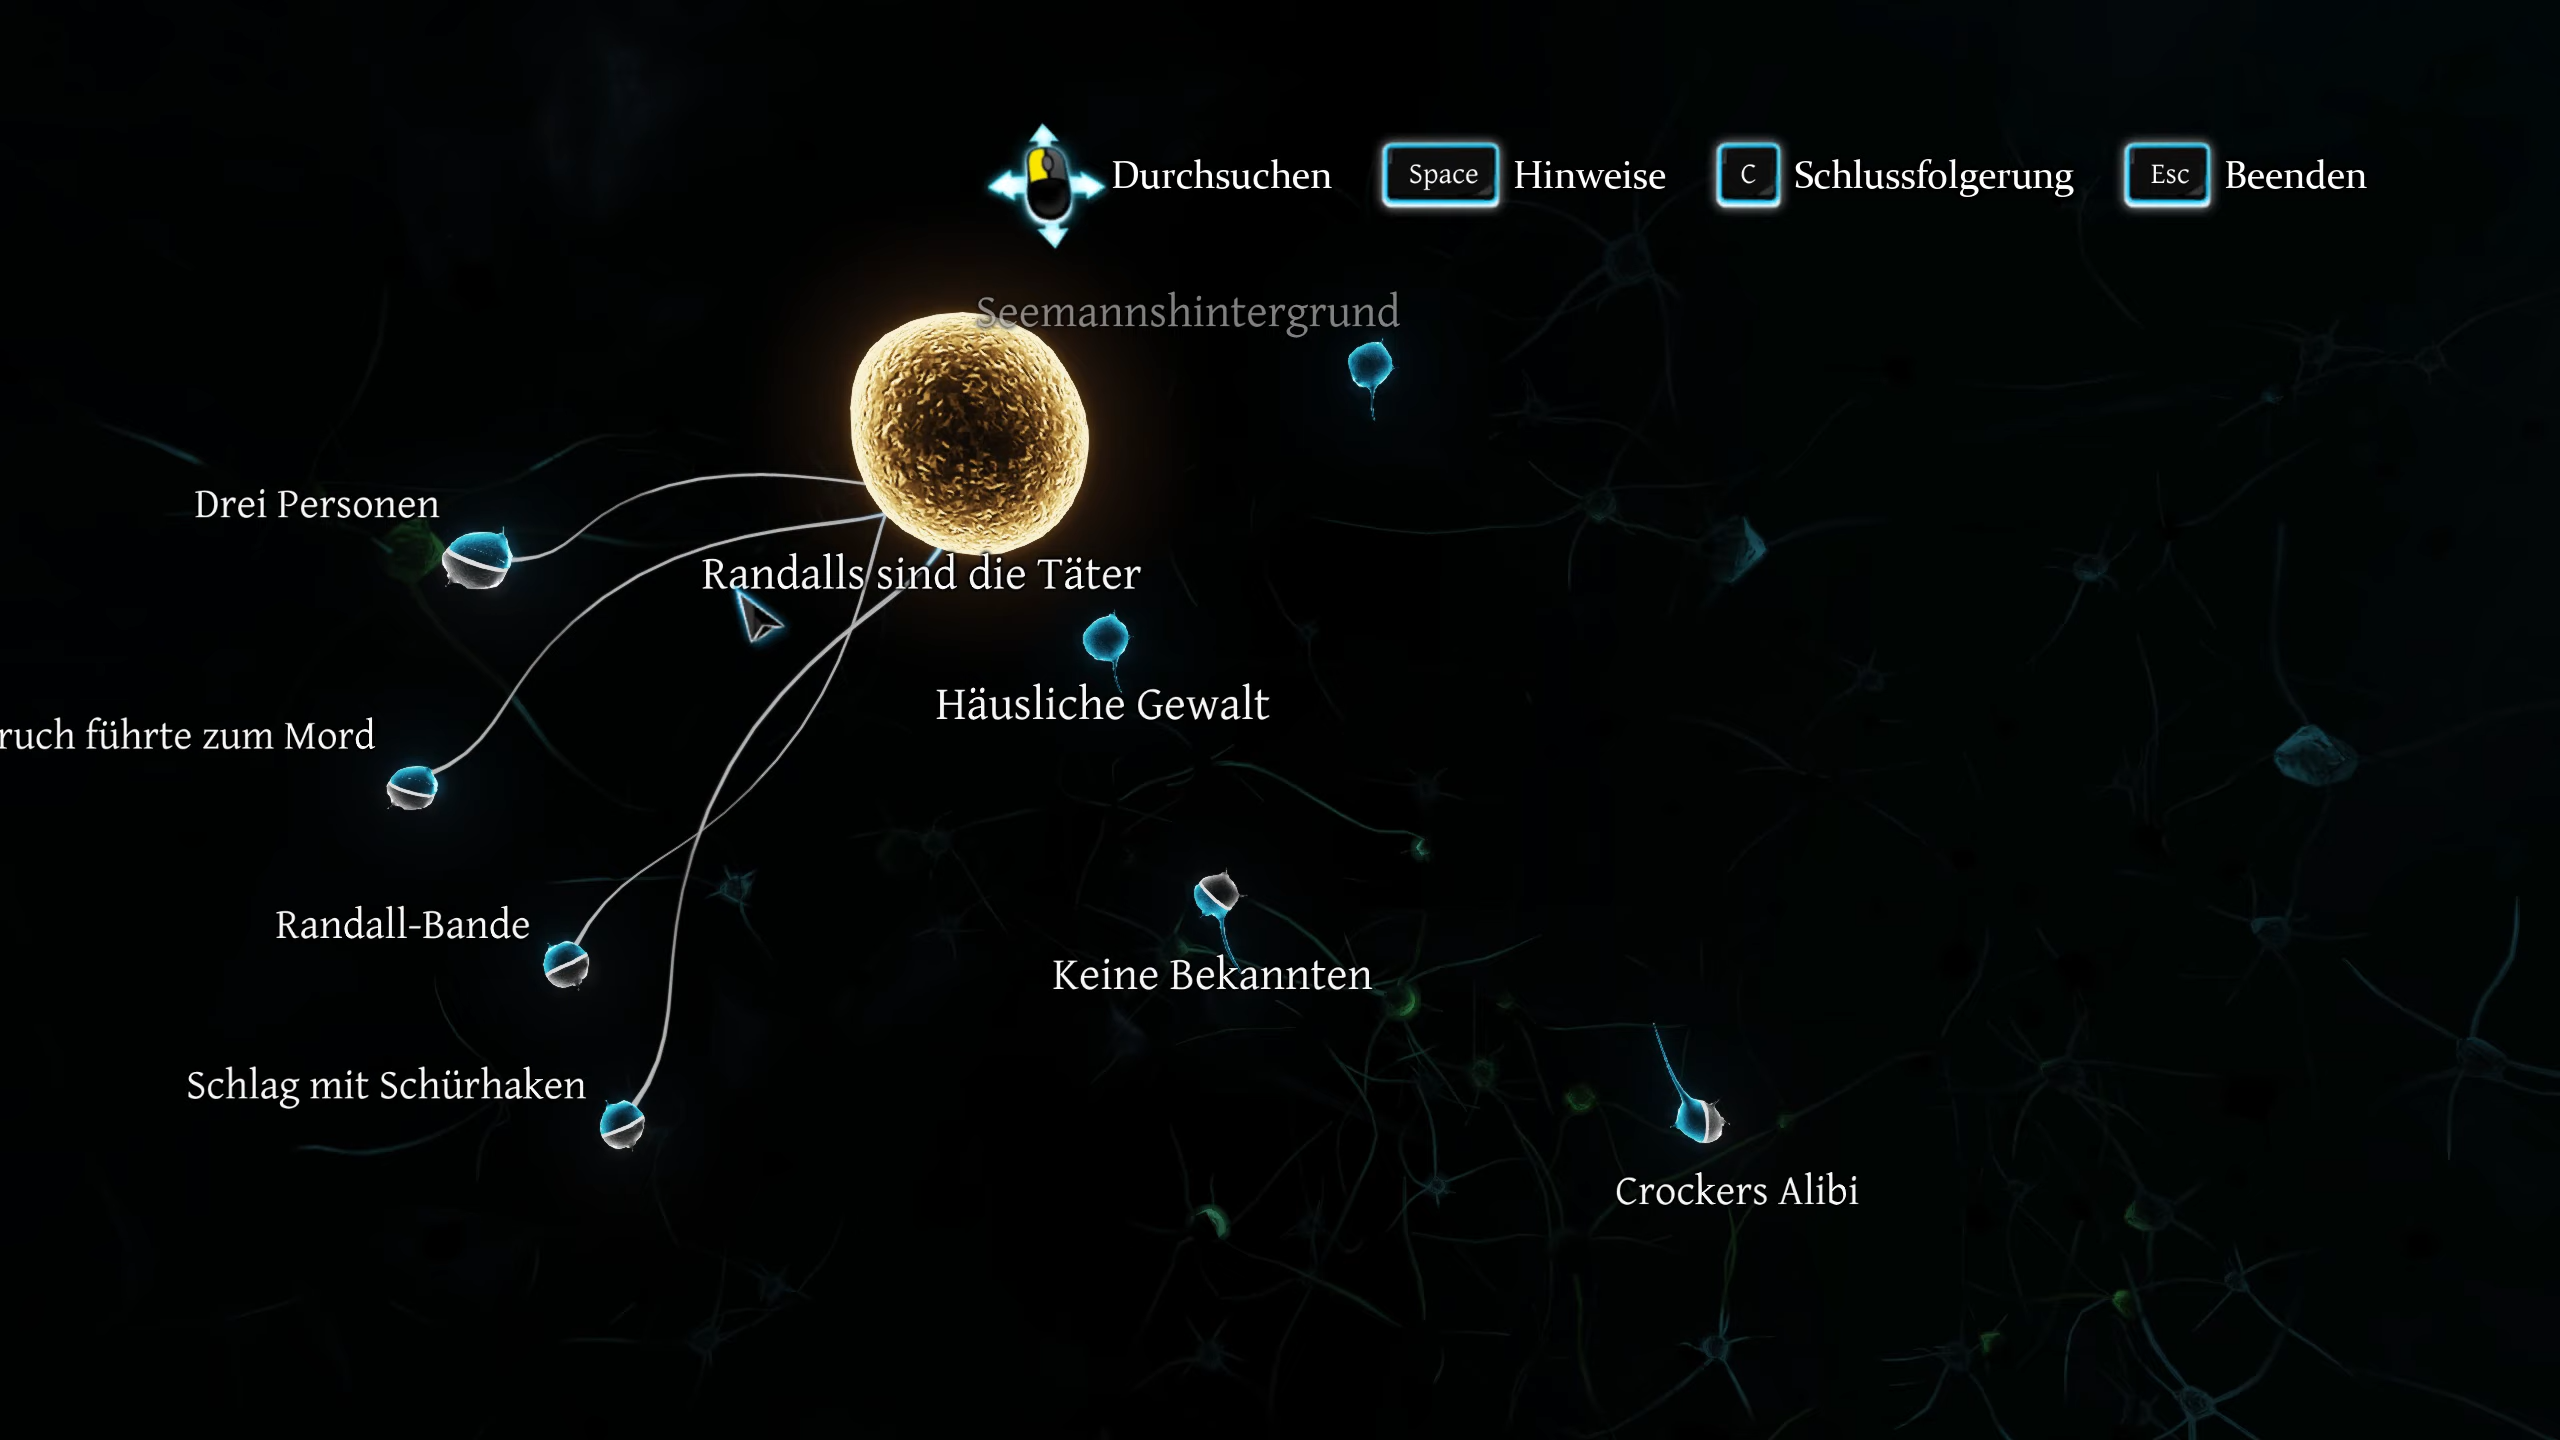 Durchsuchen
Space Hinweise
C Schlussfolgerung
Esc Beenden
Seemannshintergrund
Drei Personen
Randalls sind die Täter
Häusliche Gewalt
führte zum Mord
Randall-Bande
Keine Bekannten
Schlag mit Schürhaken
Crockers Alibi